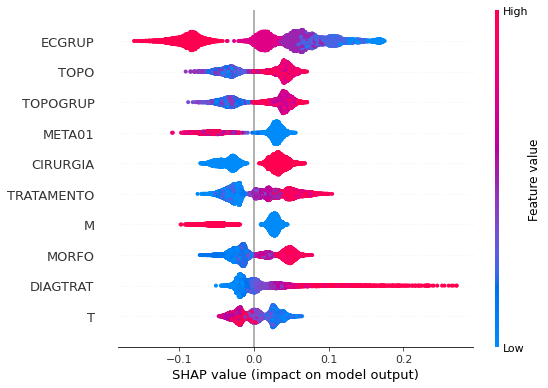 High
ECGRUP
TOPO
TOPOGRUP
META01
CIRURGIA
TRATAMENTO
M
MORFO
DIAGTRAT
T
Feature value
Low
−0.1 0.0 0.1 0.2
SHAP value (impact on model output)